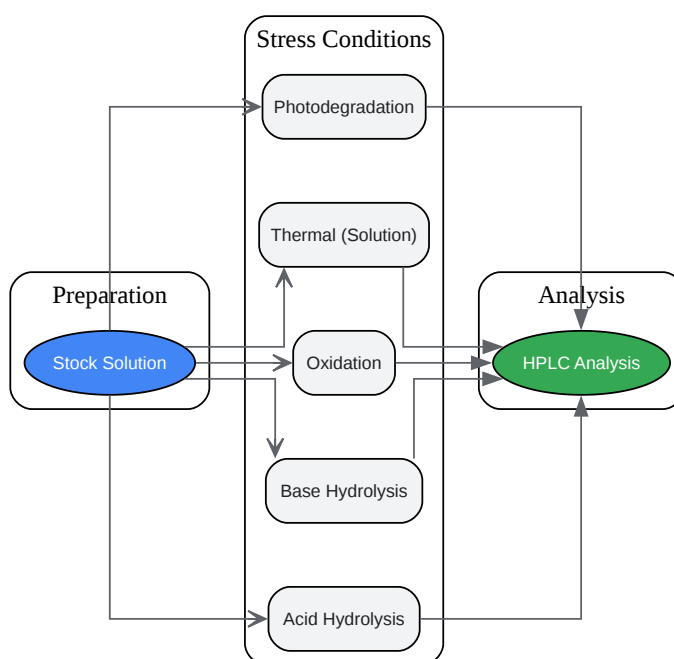 Stress Conditions
Photodegradation
Thermal (Solution)
Preparation
Analysis
Stock Solution
Oxidation
HPLC Analysis
Base Hydrolysis
Acid Hydrolysis